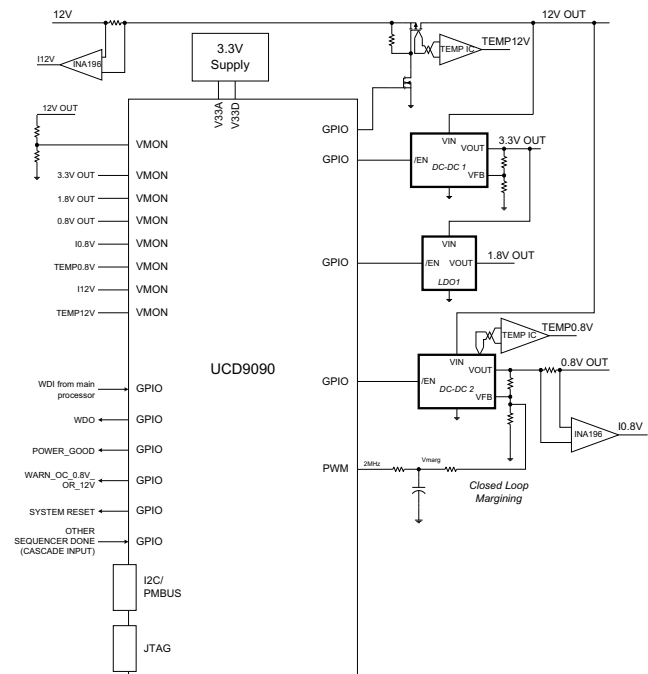 12V
12V OUT
I12V
INA196
3.3V
Supply
TEMP IC
TEMP12V
V33A
V33D
12V OUT
GPIO
VMON
GPIO
VIN
VOUT
3.3V OUT
/EN
DC-DC 1
VFB
3.3V OUT
VMON
1.8V OUT
VMON
0.8V OUT
VMON
I0.8V
VMON
TEMP0.8V
VMON
I12V
VMON
TEMP12V
VMON
GPIO
VIN
/EN
VOUT
1.8V OUT
LDO1
UCD9090
TEMP IC
TEMP0.8V
VIN
VOUT
0.8V OUT
GPIO
/EN
DC-DC 2
VFB
INA196
I0.8V
WDI from main
processor
GPIO
WDO
GPIO
POWER_GOOD
GPIO
WARN_OC_0.8V_
OR_12V
GPIO
SYSTEM RESET
GPIO
OTHER
SEQUENCER DONE
(CASCADE INPUT)
GPIO
PWM
2MHz
Vmarg
Closed Loop
Margining
I2C/
PMBUS
JTAG